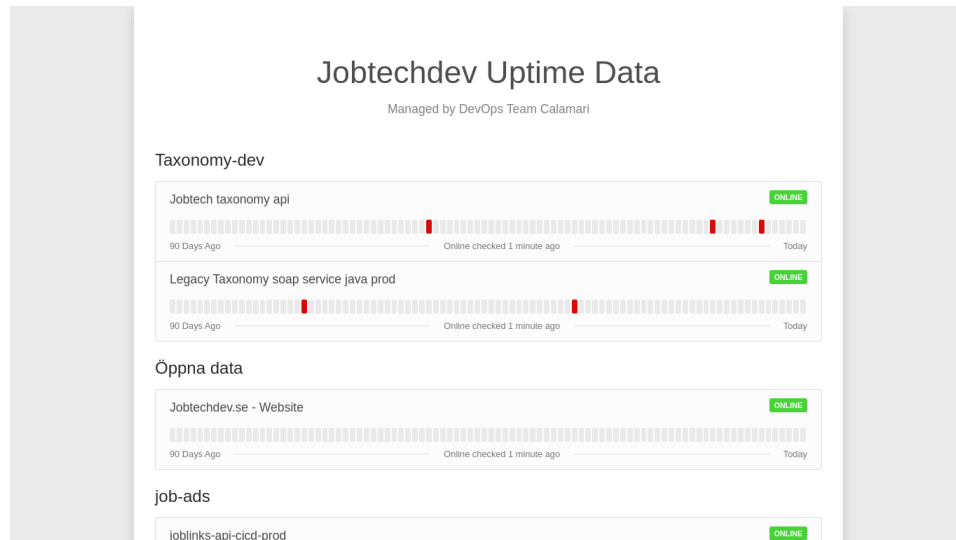 Jobtechdev Uptime Data
Managed by DevOps Team Calamari
Taxonomy-dev
Jobtech taxonomy api ONLINE
90 Days Ago Online checked 1 minute ago Today
Legacy Taxonomy soap service java prod ONLINE
90 Days Ago Online checked 1 minute ago Today
Öppna data
Jobtechdev.se - Website ONLINE
90 Days Ago Online checked 1 minute ago Today
job-ads
joblinks-api-cicd-prod ONLINE